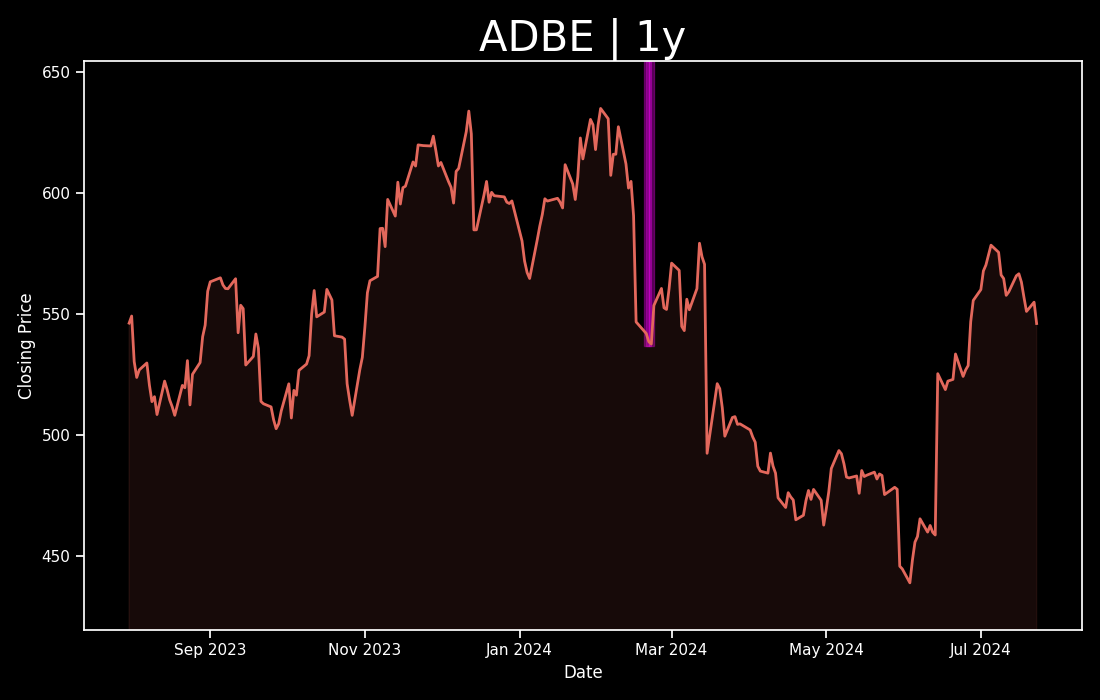 ADBE | 1y
Closing Price
650
600
550
500
450
Sep 2023
Nov 2023
Jan 2024
Mar 2024
May 2024
Jul 2024
Date